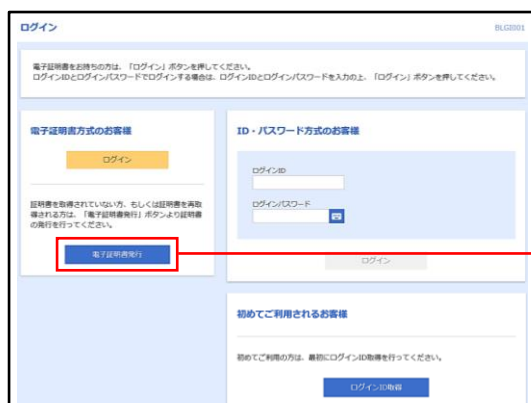 ログイン
BLGI001
電子証明書をお持ちの方は、「ログイン」ボタンを押してください。
ログインIDとログインパスワードでログインする場合は、ログインIDとログインパスワードを入力の上、「ログイン」ボタンを押してください。
電子証明書方式のお客様
ログイン
証明書を取得されていない方、もしくは証明書を再取
得される方は、「電子証明書発行」ボタンより証明書
の発行を行ってください。
電子証明書発行
ID・パスワード方式のお客様
ログインID
ログインパスワード
ログイン
初めてご利用されるお客様
初めてご利用の方は、最初にログインID取得を行ってください。
ログインID取得